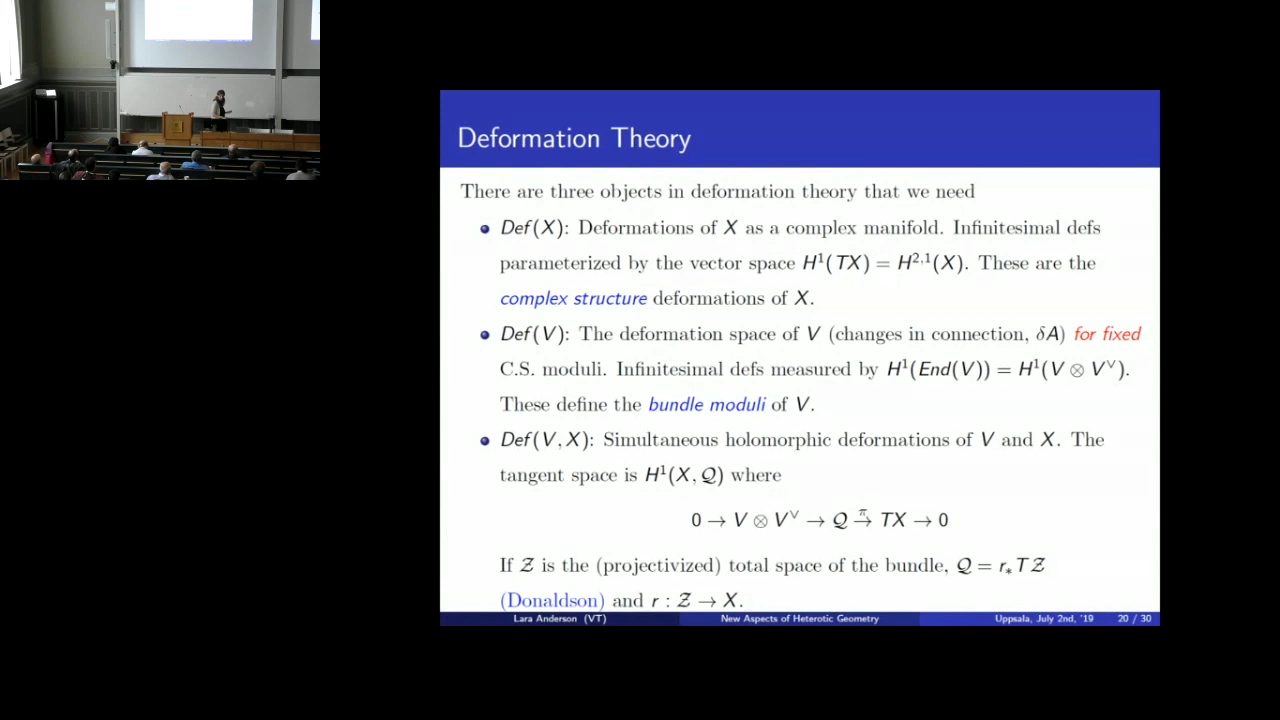 Deformation Theory
There are three objects in deformation theory that we need
Def(X): Deformations of X as a complex manifold. Infinitesimal defs
parameterized by the vector space H¹(TX) = H²,¹(X). These are the
complex structure deformations of X.
Def(V): The deformation space of V (changes in connection, δA) for fixed
C.S. moduli. Infinitesimal defs measured by H¹(End(V)) = H¹(V ⊗ V∨).
These define the bundle moduli of V.
Def(V, X): Simultaneous holomorphic deformations of V and X. The
tangent space is H¹(X, 𝒬) where
0 → V ⊗ V∨ → 𝒬 →^π TX → 0
If 𝒵 is the (projectivized) total space of the bundle, 𝒬 = r∗T𝒵
(Donaldson) and r : 𝒵 → X.
Lara Anderson (VT) New Aspects of Heterotic Geometry Uppsala, July 2nd, '19 20 / 30